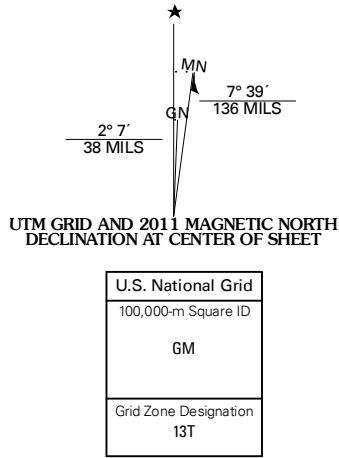 ★
MN
7° 39´
136 MILS
GN
2° 7´
38 MILS
UTM GRID AND 2011 MAGNETIC NORTH
DECLINATION AT CENTER OF SHEET
U.S. National Grid
100,000-m Square ID
GM
Grid Zone Designation
13T